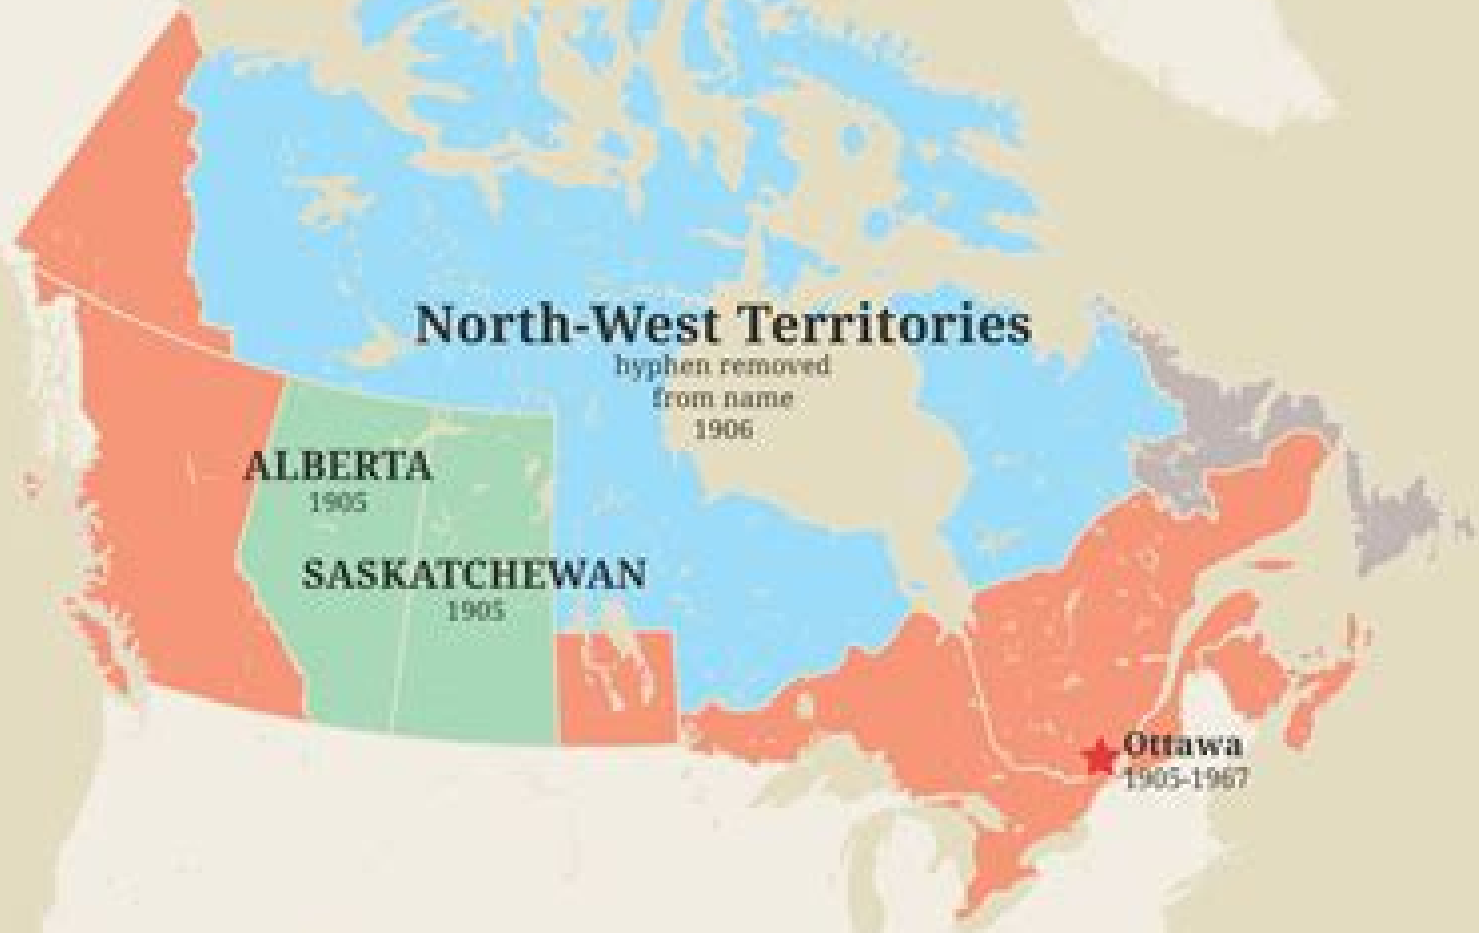 North-West Territories
hyphen removed
from name
1906
ALBERTA
1905
SASKATCHEWAN
1905
Ottawa
1905-1967